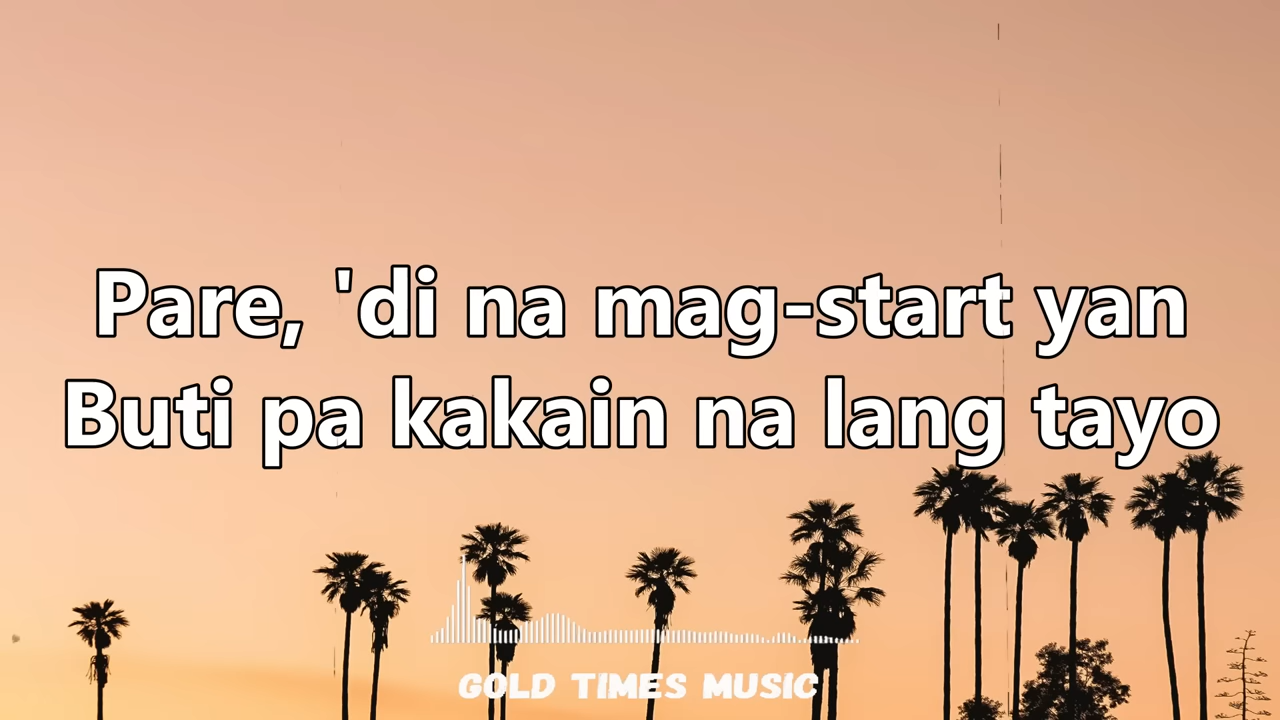 Pare, 'di na mag-start yan
Buti pa kakain na lang tayo
GOLD TIMES MUSIC